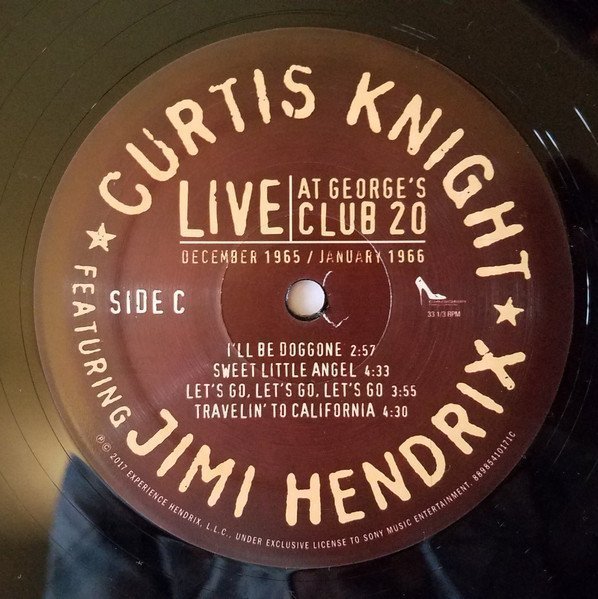 CURTIS KNIGHT
LIVE
AT GEORGE'S
CLUB 20
DECEMBER 1965 / JANUARY 1966
SIDE C
33 1/3 RPM
I'LL BE DOGGONE 2:57
SWEET LITTLE ANGEL 4:33
LET'S GO, LET'S GO, LET'S GO 3:55
TRAVELIN' TO CALIFORNIA 4:30
FEATURING
JIMI HENDRIX
℗ © 2017 EXPERIENCE HENDRIX, L.L.C., UNDER EXCLUSIVE LICENSE TO SONY MUSIC ENTERTAINMENT. 88985410171C